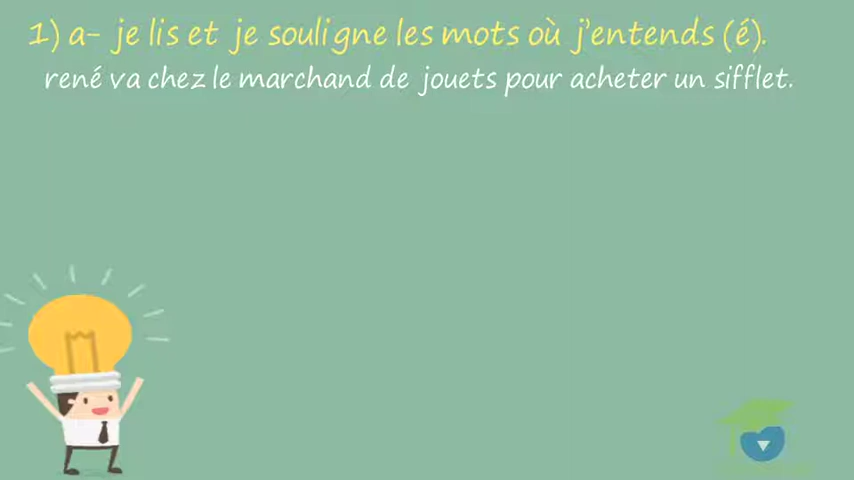 1) a- je lis et je souligne les mots où j'entends (é).
rené va chez le marchand de jouets pour acheter un sifflet.